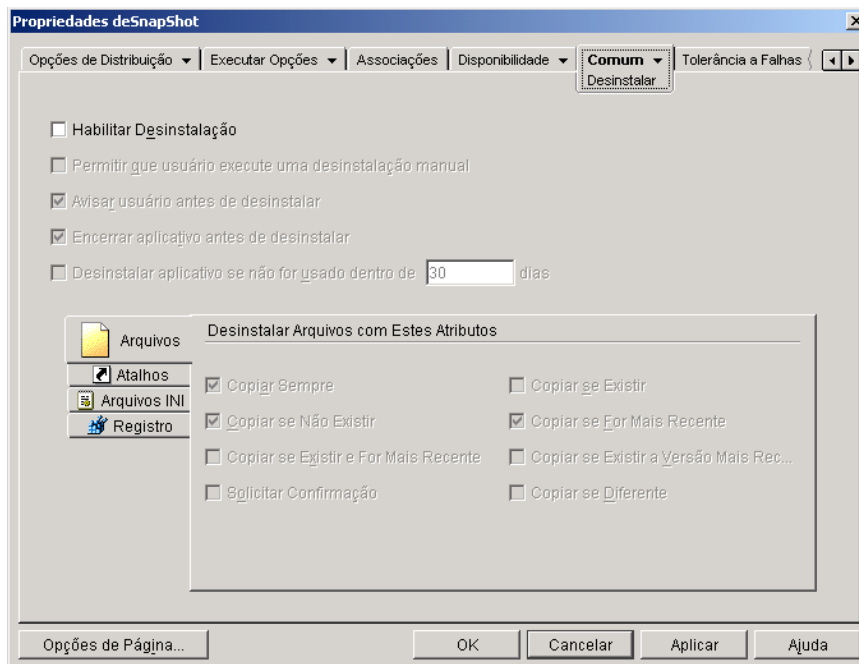 Propriedades deSnapShot
Opções de Distribuição Executar Opções Associações Disponibilidade Comum Tolerância a Falhas
Desinstalar
Habilitar Desinstalação
Permitir que usuário execute uma desinstalação manual
Avisar usuário antes de desinstalar
Encerrar aplicativo antes de desinstalar
Desinstalar aplicativo se não for usado dentro de 30 dias
Arquivos
Atalhos
Arquivos INI
Registro
Desinstalar Arquivos com Estes Atributos
Copiar Sempre Copiar se Existir
Copiar se Não Existir Copiar se For Mais Recente
Copiar se Existir e For Mais Recente Copiar se Existir a Versão Mais Rec...
Solicitar Confirmação Copiar se Diferente
Opções de Página... OK Cancelar Aplicar Ajuda